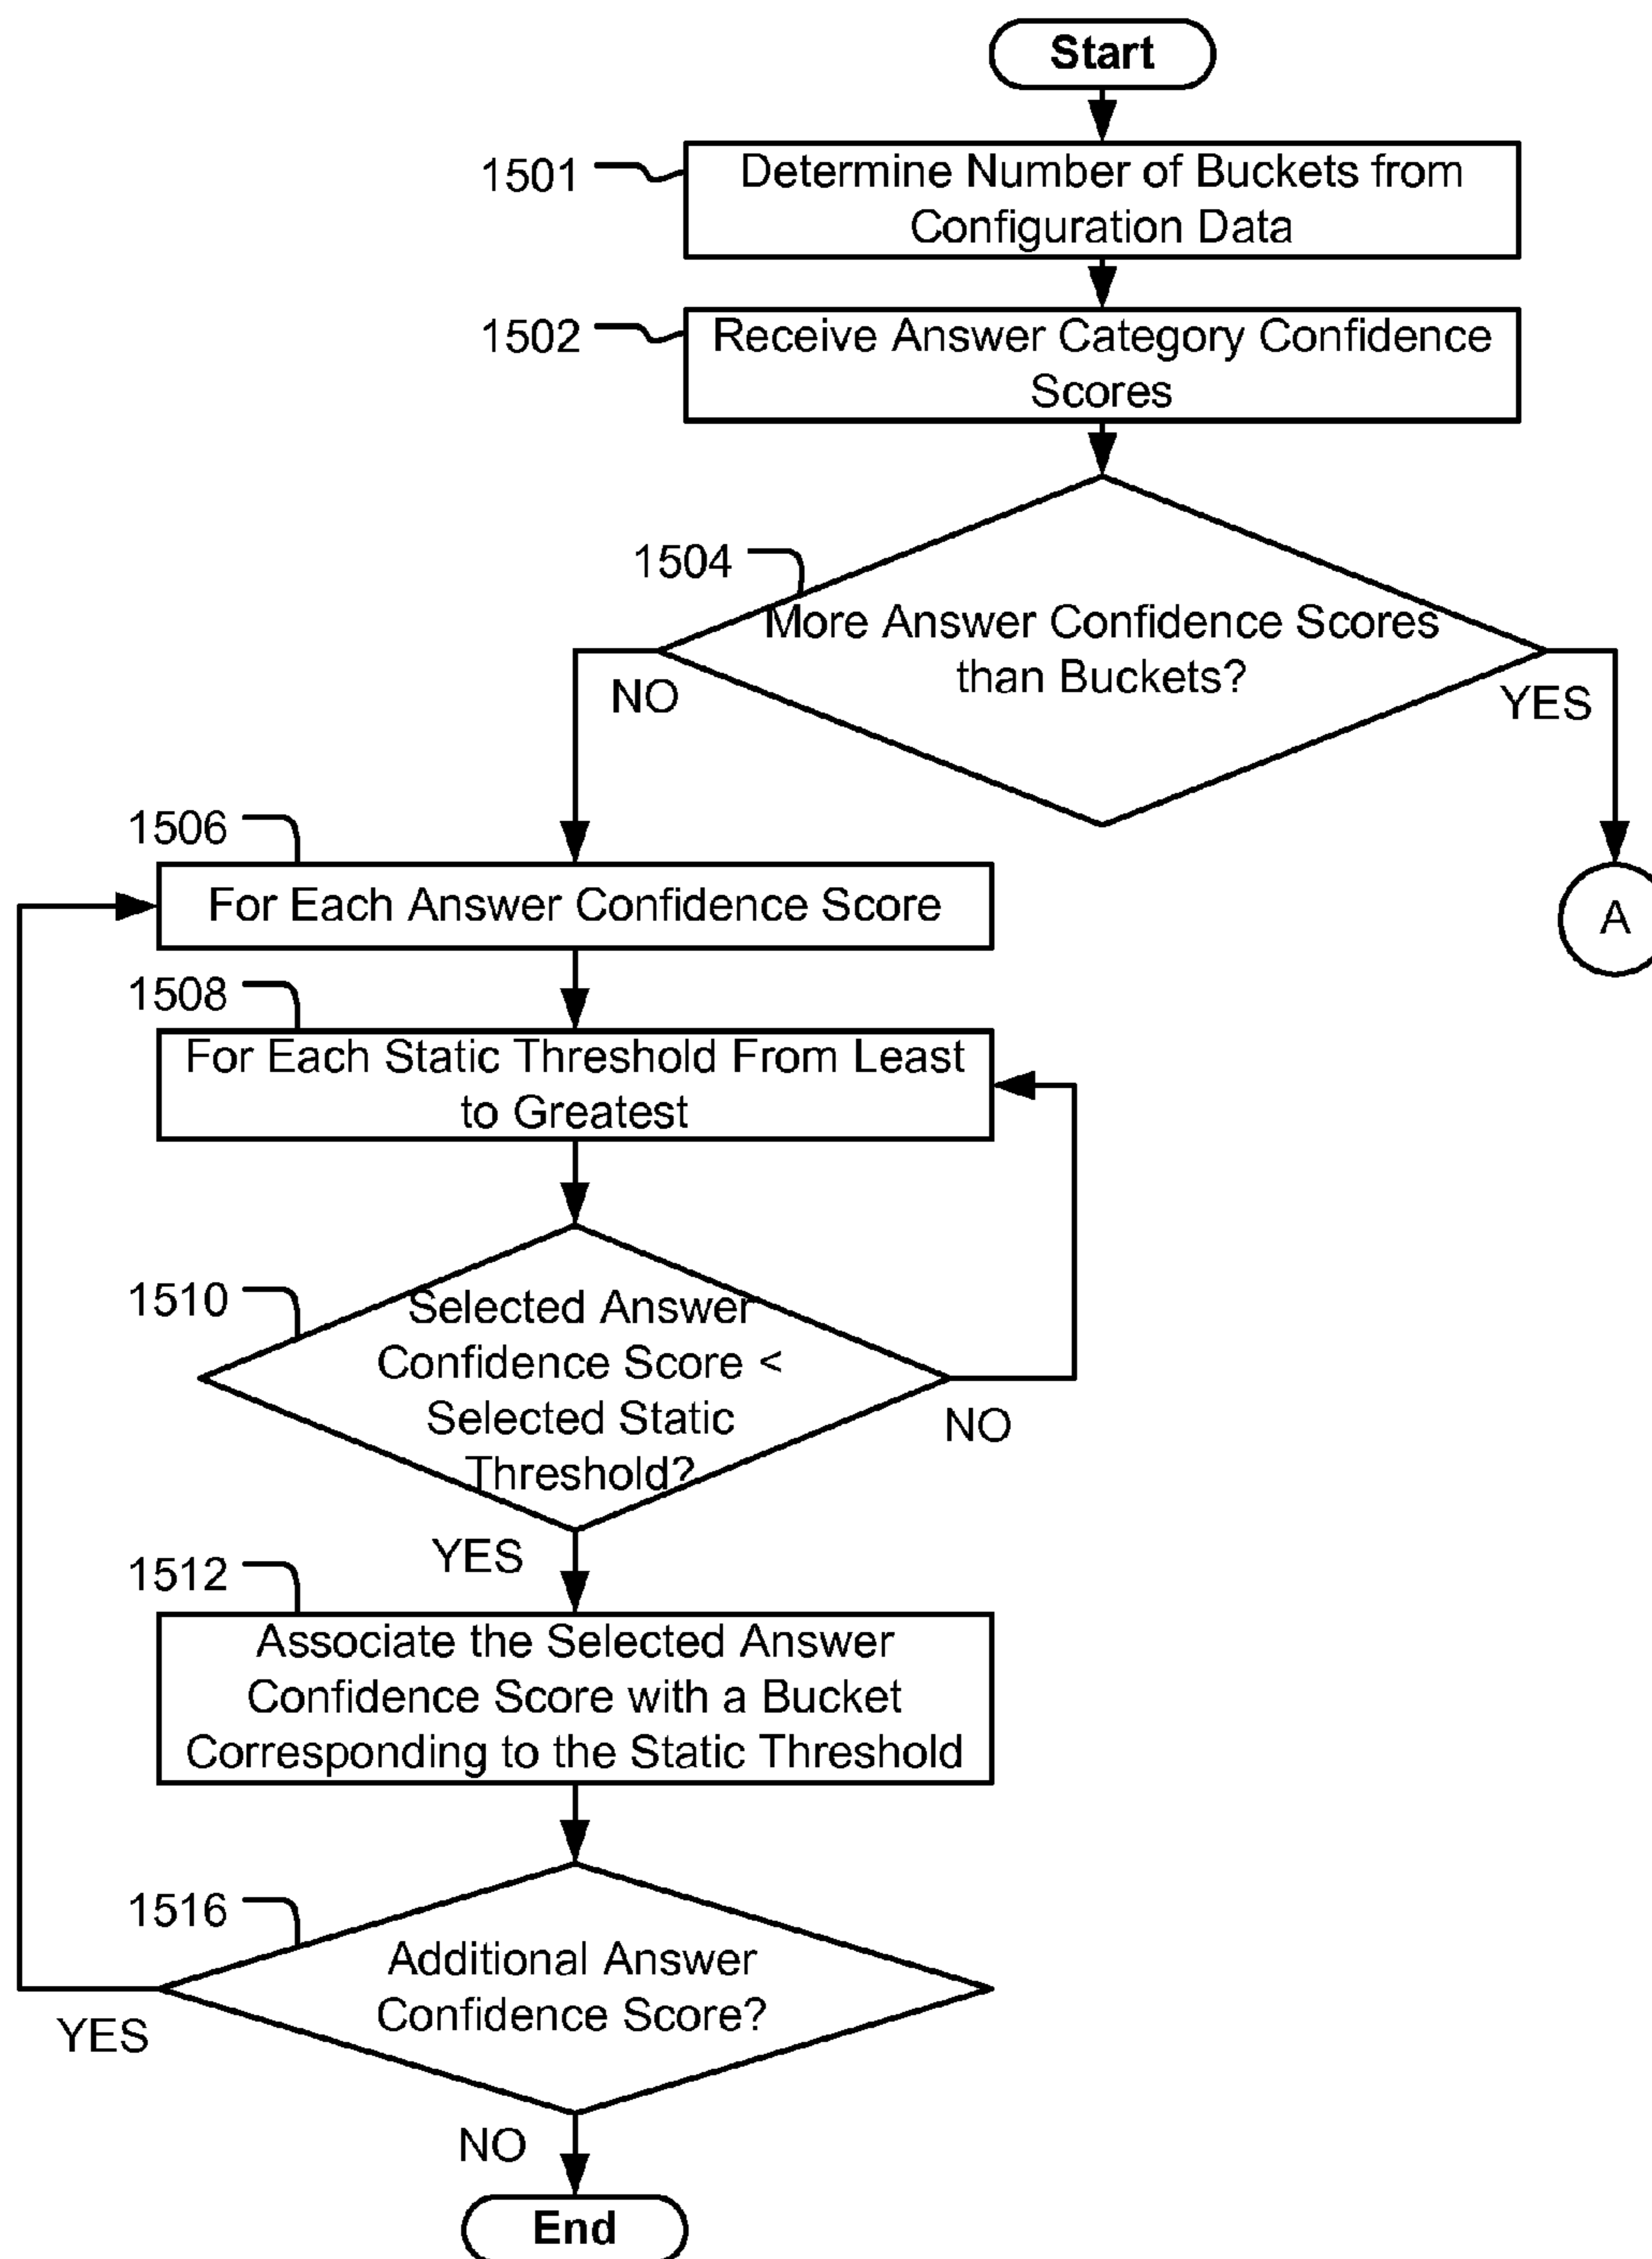 Start
1501
Determine Number of Buckets from
Configuration Data
1502
Receive Answer Category Confidence
Scores
1504
More Answer Confidence Scores
than Buckets?
NO
YES
1506
For Each Answer Confidence Score
A
1508
For Each Static Threshold From Least
to Greatest
1510
Selected Answer
Confidence Score <
Selected Static
Threshold?
NO
YES
1512
Associate the Selected Answer
Confidence Score with a Bucket
Corresponding to the Static Threshold
1516
Additional Answer
Confidence Score?
YES
NO
End